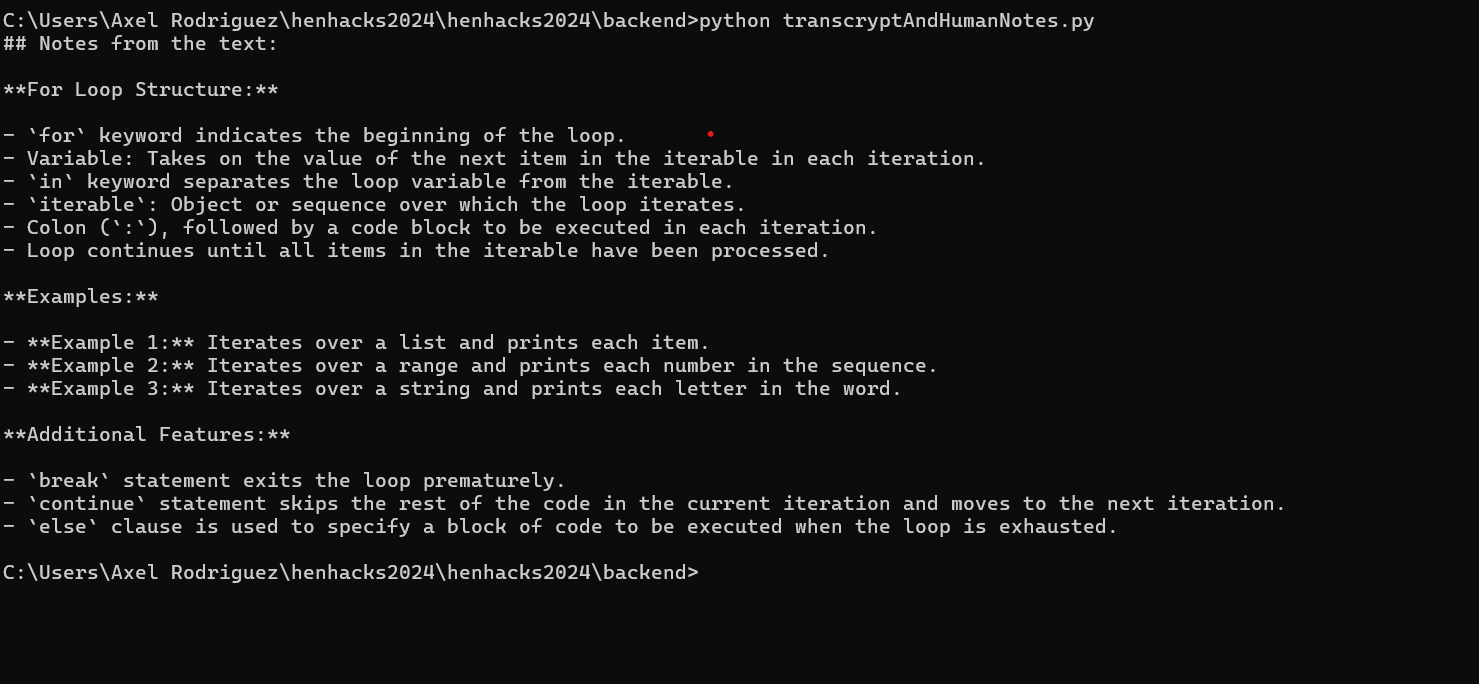 C:\Users\Axel Rodriguez\henhacks2024\henhacks2024\backend>python transcryptAndHumanNotes.py
## Notes from the text:
**For Loop Structure:**
- `for` keyword indicates the beginning of the loop.
- Variable: Takes on the value of the next item in the iterable in each iteration.
- `in` keyword separates the loop variable from the iterable.
- `iterable`: Object or sequence over which the loop iterates.
- Colon (`:`), followed by a code block to be executed in each iteration.
- Loop continues until all items in the iterable have been processed.
**Examples:**
- **Example 1:** Iterates over a list and prints each item.
- **Example 2:** Iterates over a range and prints each number in the sequence.
- **Example 3:** Iterates over a string and prints each letter in the word.
**Additional Features:**
- `break` statement exits the loop prematurely.
- `continue` statement skips the rest of the code in the current iteration and moves to the next iteration.
- `else` clause is used to specify a block of code to be executed when the loop is exhausted.
C:\Users\Axel Rodriguez\henhacks2024\henhacks2024\backend>